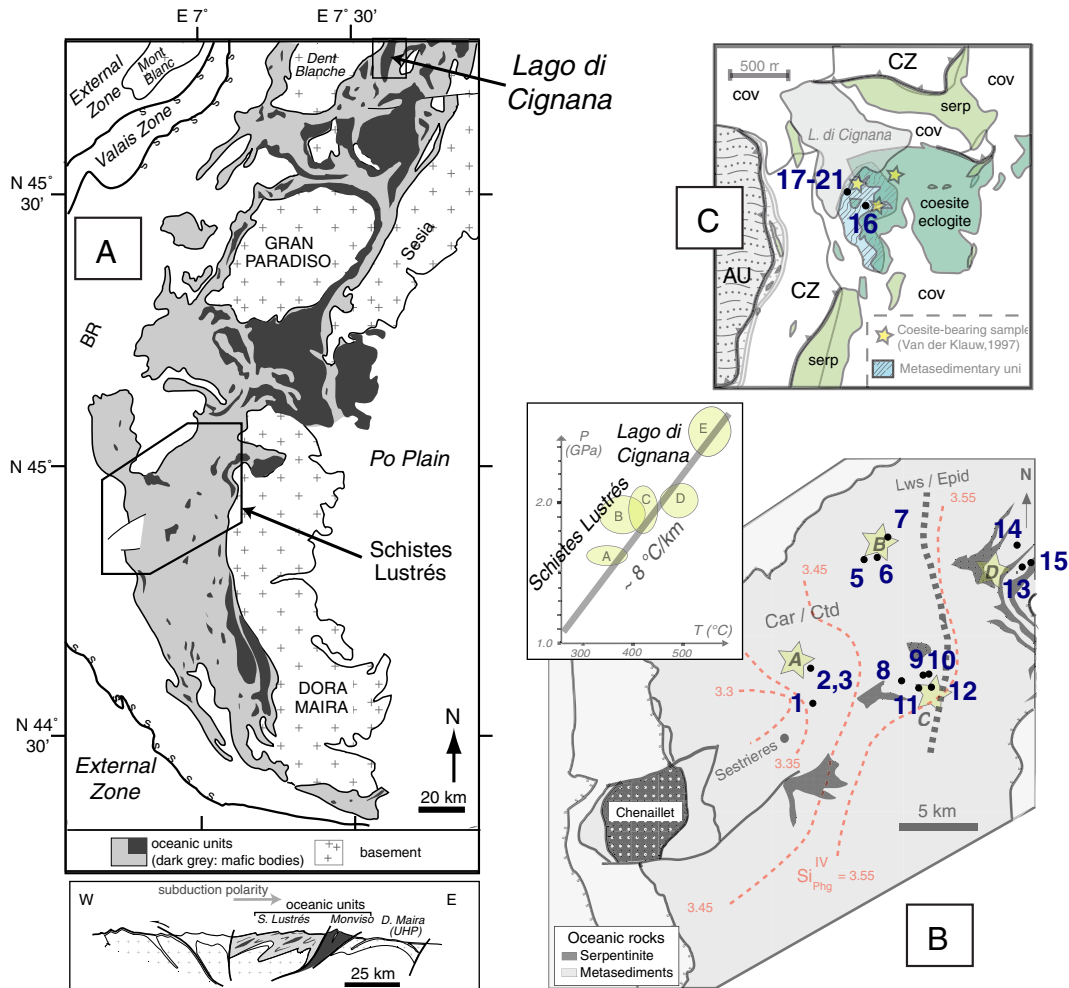 E 7˚
E 7˚ 30'
External
Zone
Mont
Blanc
Valais Zone
s
s
s
s
s
s
s
Dent
Blanche
Lago di
Cignana
N 45˚
30'
A
GRAN
PARADISO
Sesia
BR
N 45˚
Po Plain
Schistes
Lustrés
DORA
MAIRA
N 44˚
30'
External
Zone
s
s
s
s
N
20 km
oceanic units
(dark grey: mafic bodies)
basement
W
subduction polarity
E
oceanic units
S. Lustrés
Monviso
D. Maira
(UHP)
25 km
500 m
CZ
cov
cov
serp
cov
L. di Cignana
17-21
C
16
coesite
eclogite
AU
CZ
cov
serp
Coesite-bearing sample
(Van der Klauw,1997)
Metasedimentary uni
P
(GPa)
Lago di
Cignana
E
2.0
C
D
B
A
Schistes Lustrés
~ 8 °C/km
1.0
T (°C)
300
400
500
Lws / Epid
3.55
N
7
14
B
5
6
D
15
13
3.45
Car / Ctd
A
2,3
9
10
8
3.3
1
11
12
C
Sestrieres
3.35
Chenaillet
5 km
IV
Si
Phg
= 3.55
3.45
Oceanic rocks
Serpentinite
Metasediments
B